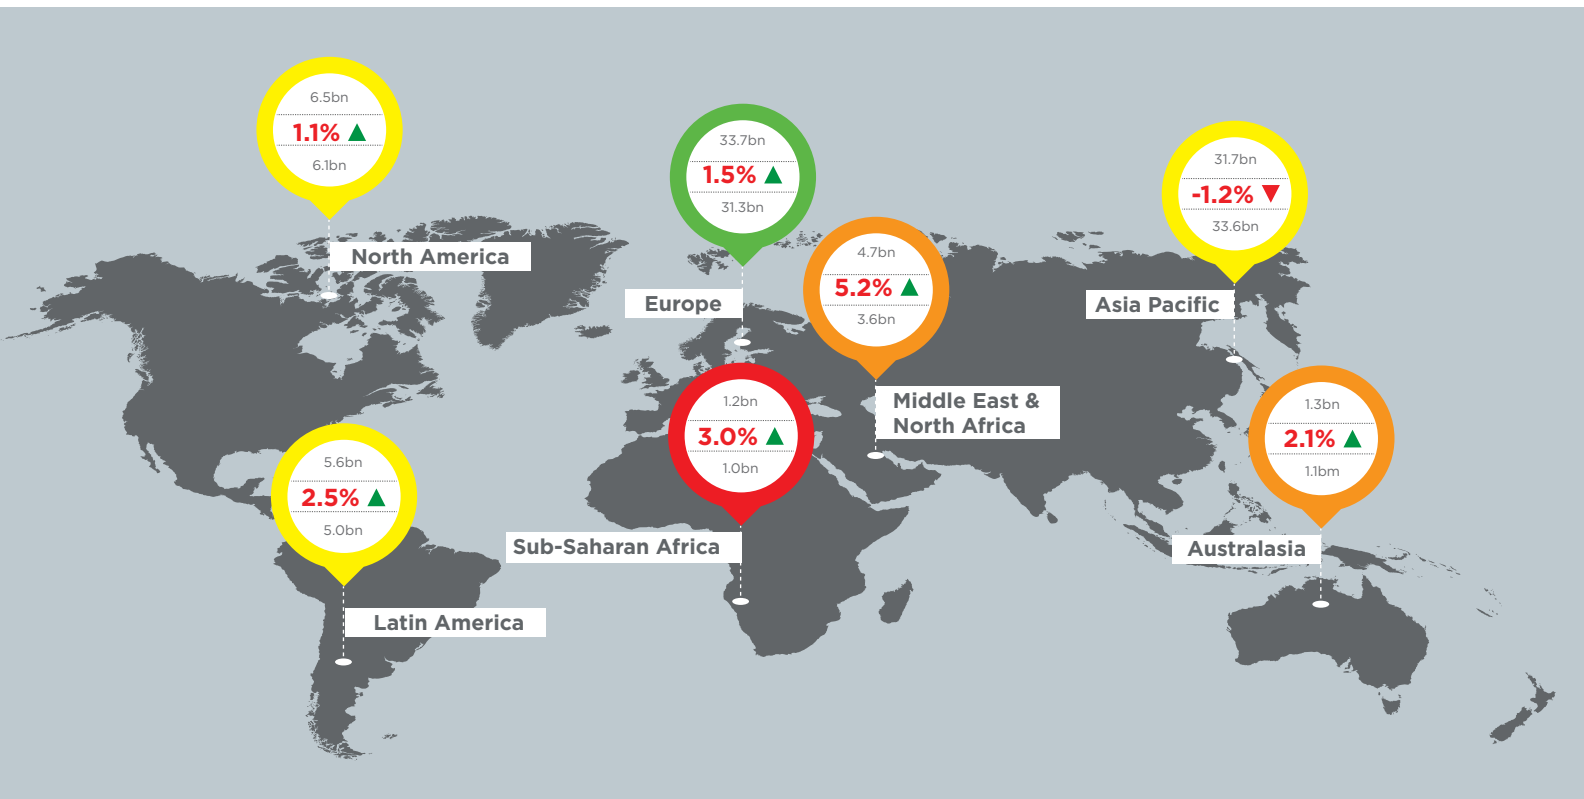 6.5bn
1.1%
6.1bn
North America
33.7bn
1.5%
31.3bn
Europe
31.7bn
-1.2%
33.6bn
Asia Pacific
4.7bn
5.2%
3.6bn
Middle East &
North Africa
1.2bn
3.0%
1.0bn
Sub-Saharan Africa
1.3bn
2.1%
1.1bm
Australasia
5.6bn
2.5%
5.0bn
Latin America